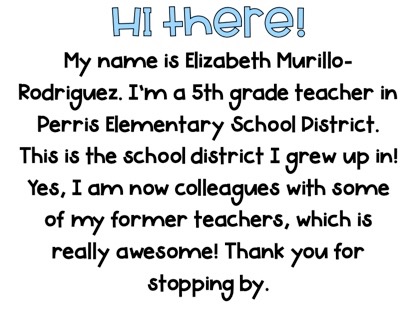 Hi there!
My name is Elizabeth Murillo-
Rodriguez. I'm a 5th grade teacher in
Perris Elementary School District.
This is the school district I grew up in!
Yes, I am now colleagues with some
of my former teachers, which is
really awesome! Thank you for
stopping by.